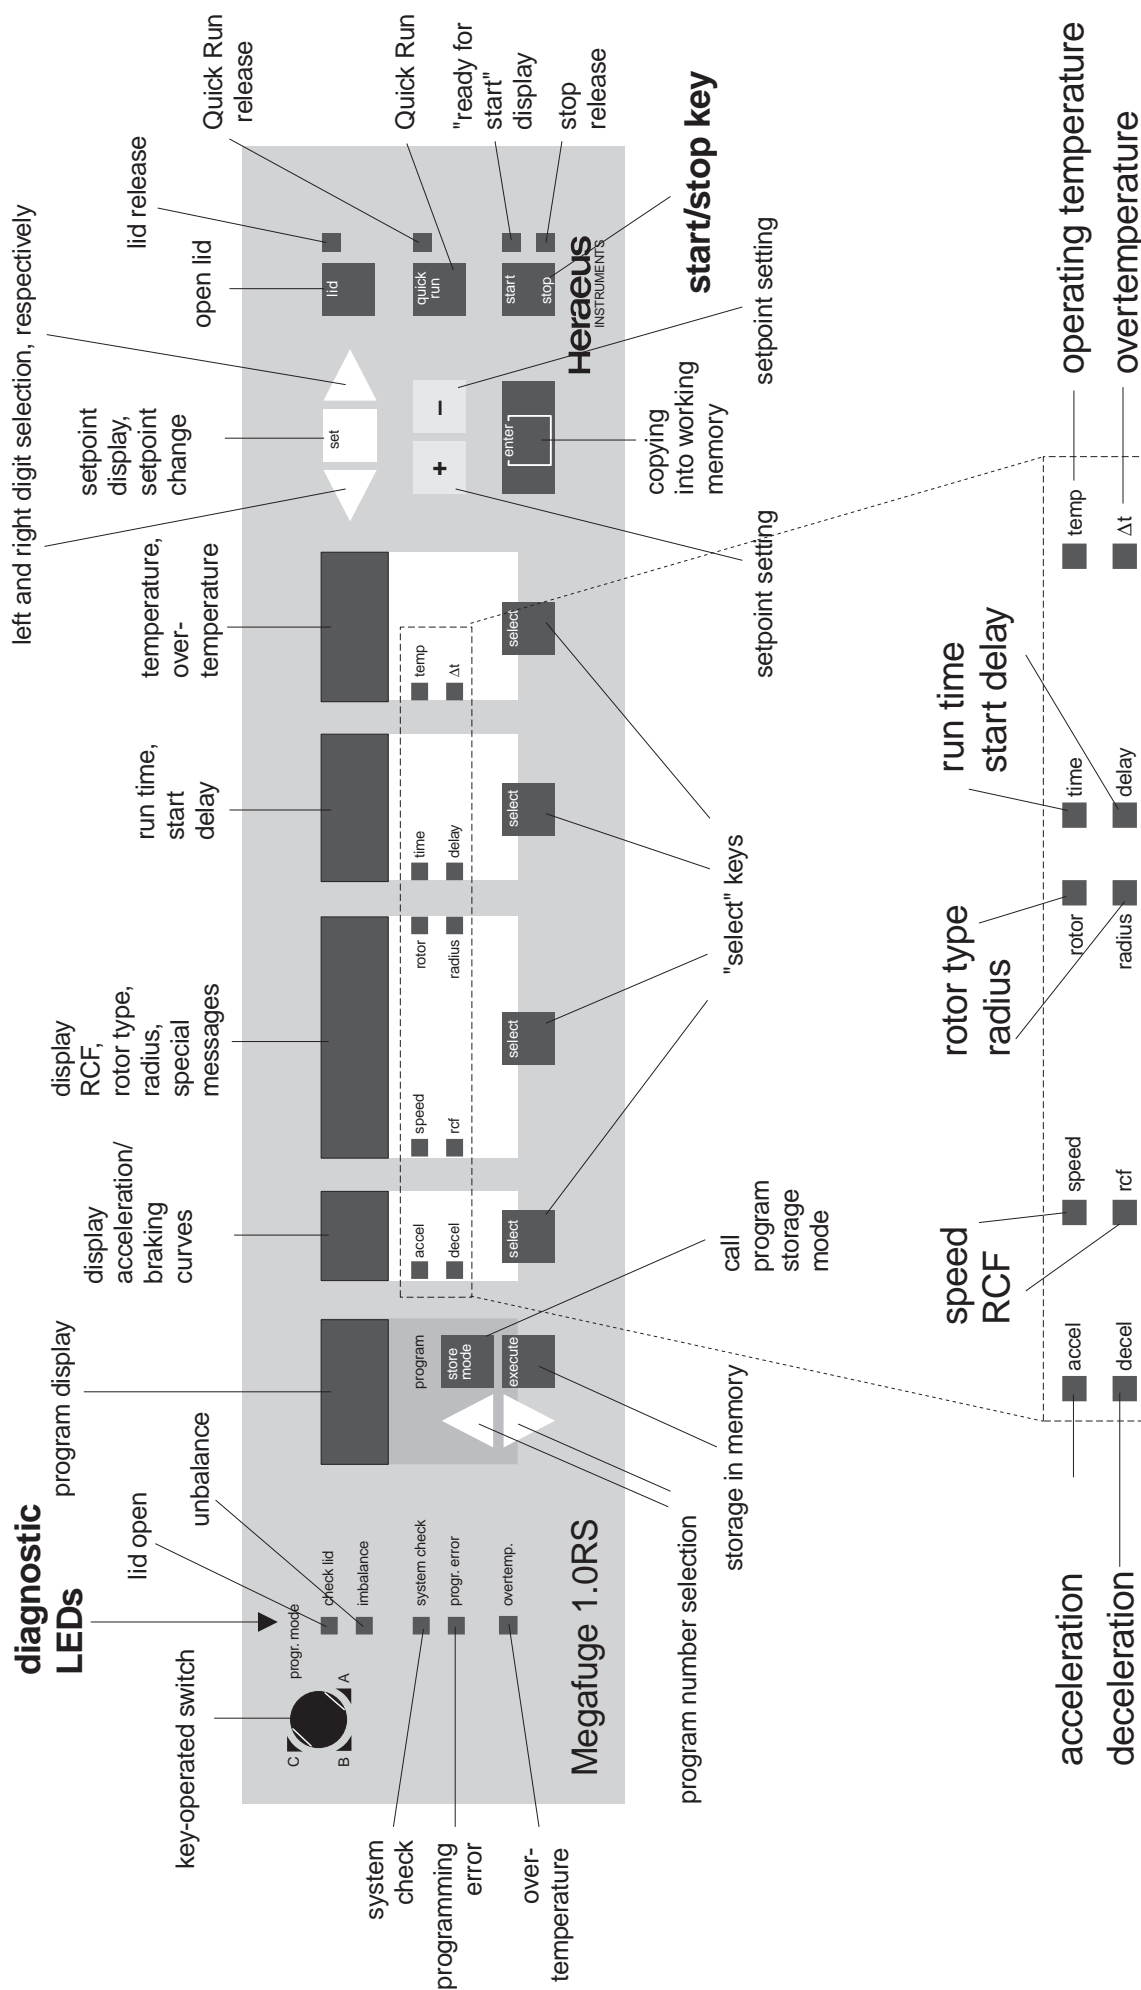 diagnostic
LEDs
key-operated switch
lid open
unbalance
program display
display
acceleration/
braking
curves
display
RCF,
rotor type,
radius,
special
messages
run time,
start
delay
temperature,
over-
temperature
left and right digit selection, respectively
setpoint
display,
setpoint
change
open lid
lid release
Quick Run
release
Quick Run
"ready for
start"
display
stop
release
start/stop key
system
check
programming
error
over-
temperature
C
B
A
progr. mode
check lid
imbalance
system check
progr. error
overtemp.
Megafuge 1.0RS
program
store
mode
execute
accel
decel
select
speed
rcf
rotor
radius
select
time
delay
select
temp
Δt
select
set
+
–
enter
lid
quick
run
start
stop
Heraeus
INSTRUMENTS
program number selection
storage in memory
call
program
storage
mode
"select" keys
setpoint setting
copying
into working
memory
setpoint setting
acceleration
deceleration
accel
decel
speed
RCF
speed
rcf
rotor type
radius
rotor
radius
run time
start delay
time
delay
temp
Δt
operating temperature
overtemperature